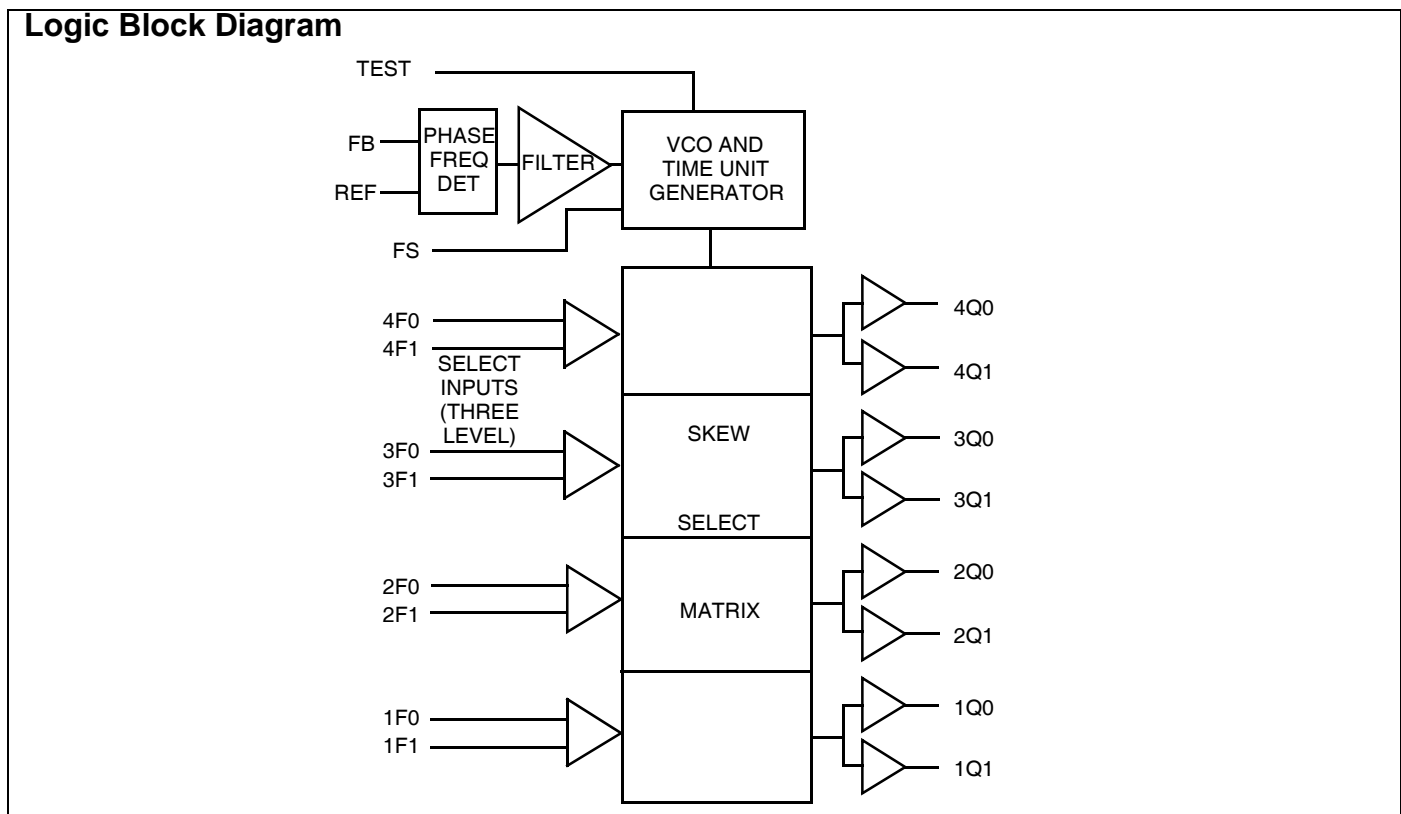 Logic Block Diagram
TEST
FB
REF
PHASE
FREQ
DET
FILTER
VCO AND
TIME UNIT
GENERATOR
FS
4F0
4F1
SELECT
INPUTS
(THREE
LEVEL)
3F0
3F1
2F0
2F1
1F0
1F1
SKEW
SELECT
MATRIX
4Q0
4Q1
3Q0
3Q1
2Q0
2Q1
1Q0
1Q1